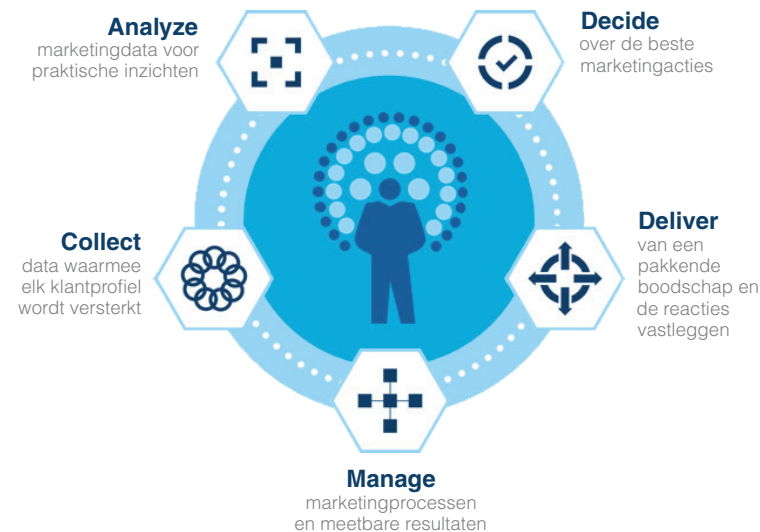 Analyze
marketingdata voor
praktische inzichten
Decide
over de beste
marketingacties
Collect
data waarmee
elk klantprofiel
wordt versterkt
Deliver
van een
pakkende
boodschap en
de reacties
vastleggen
Manage
marketingprocessen
en meetbare resultaten